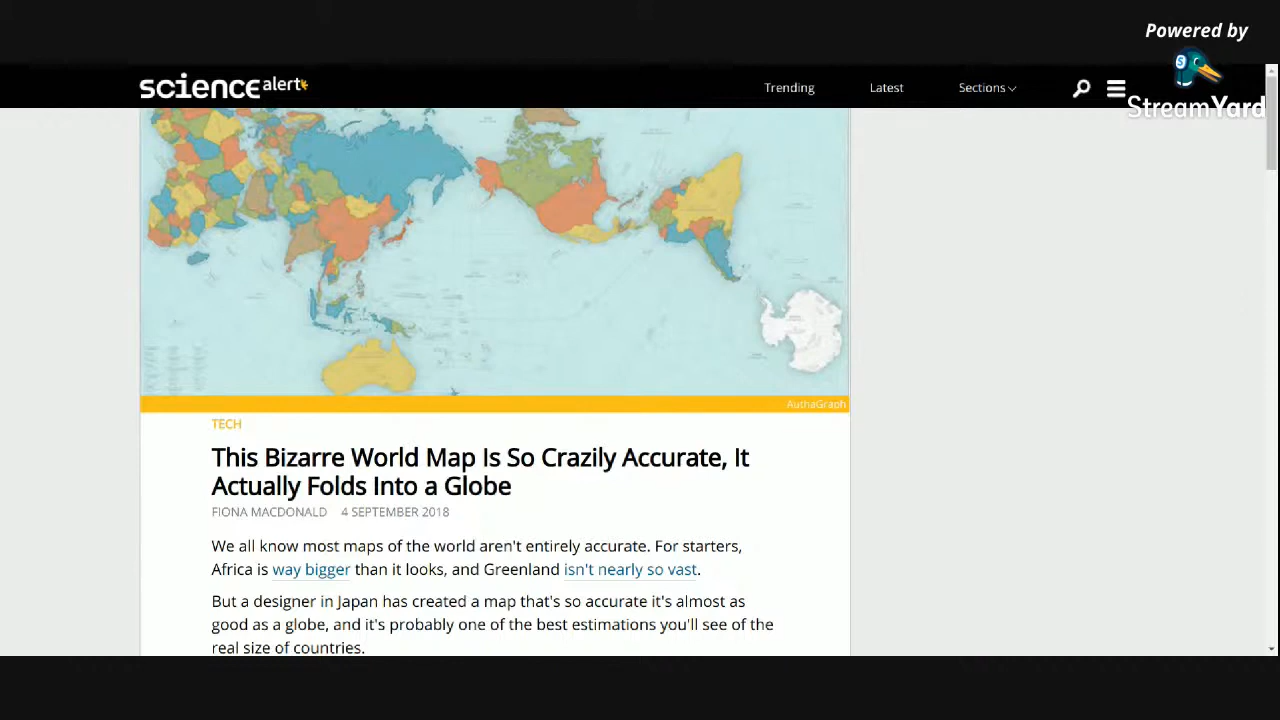 Powered by
StreamYard
sciencealert
Trending
Latest
Sections
AuthaGraph
TECH
This Bizarre World Map Is So Crazily Accurate, It
Actually Folds Into a Globe
FIONA MACDONALD 4 SEPTEMBER 2018
We all know most maps of the world aren't entirely accurate. For starters,
Africa is way bigger than it looks, and Greenland isn't nearly so vast.
But a designer in Japan has created a map that's so accurate it's almost as
good as a globe, and it's probably one of the best estimations you'll see of the
real size of countries.